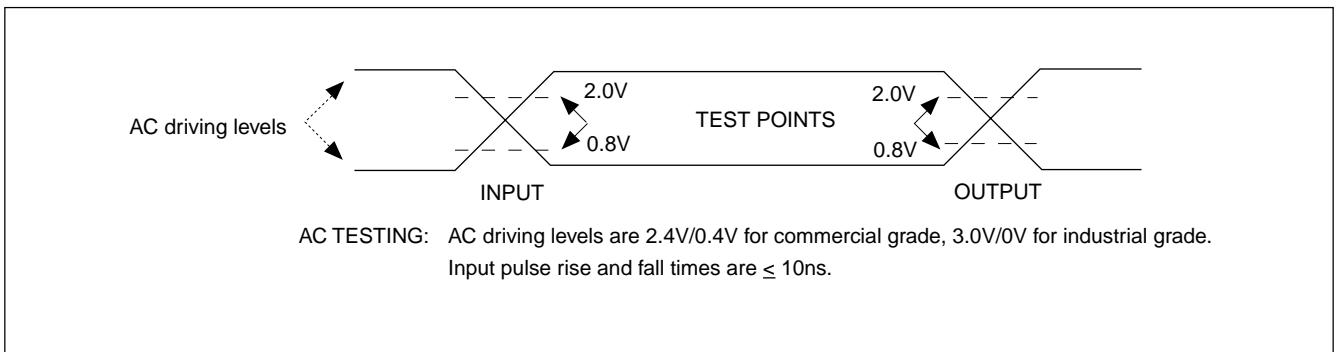 2.0V
2.0V
AC driving levels
TEST POINTS
0.8V
0.8V
INPUT
OUTPUT
AC TESTING: AC driving levels are 2.4V/0.4V for commercial grade, 3.0V/0V for industrial grade.
Input pulse rise and fall times are ≤ 10ns.